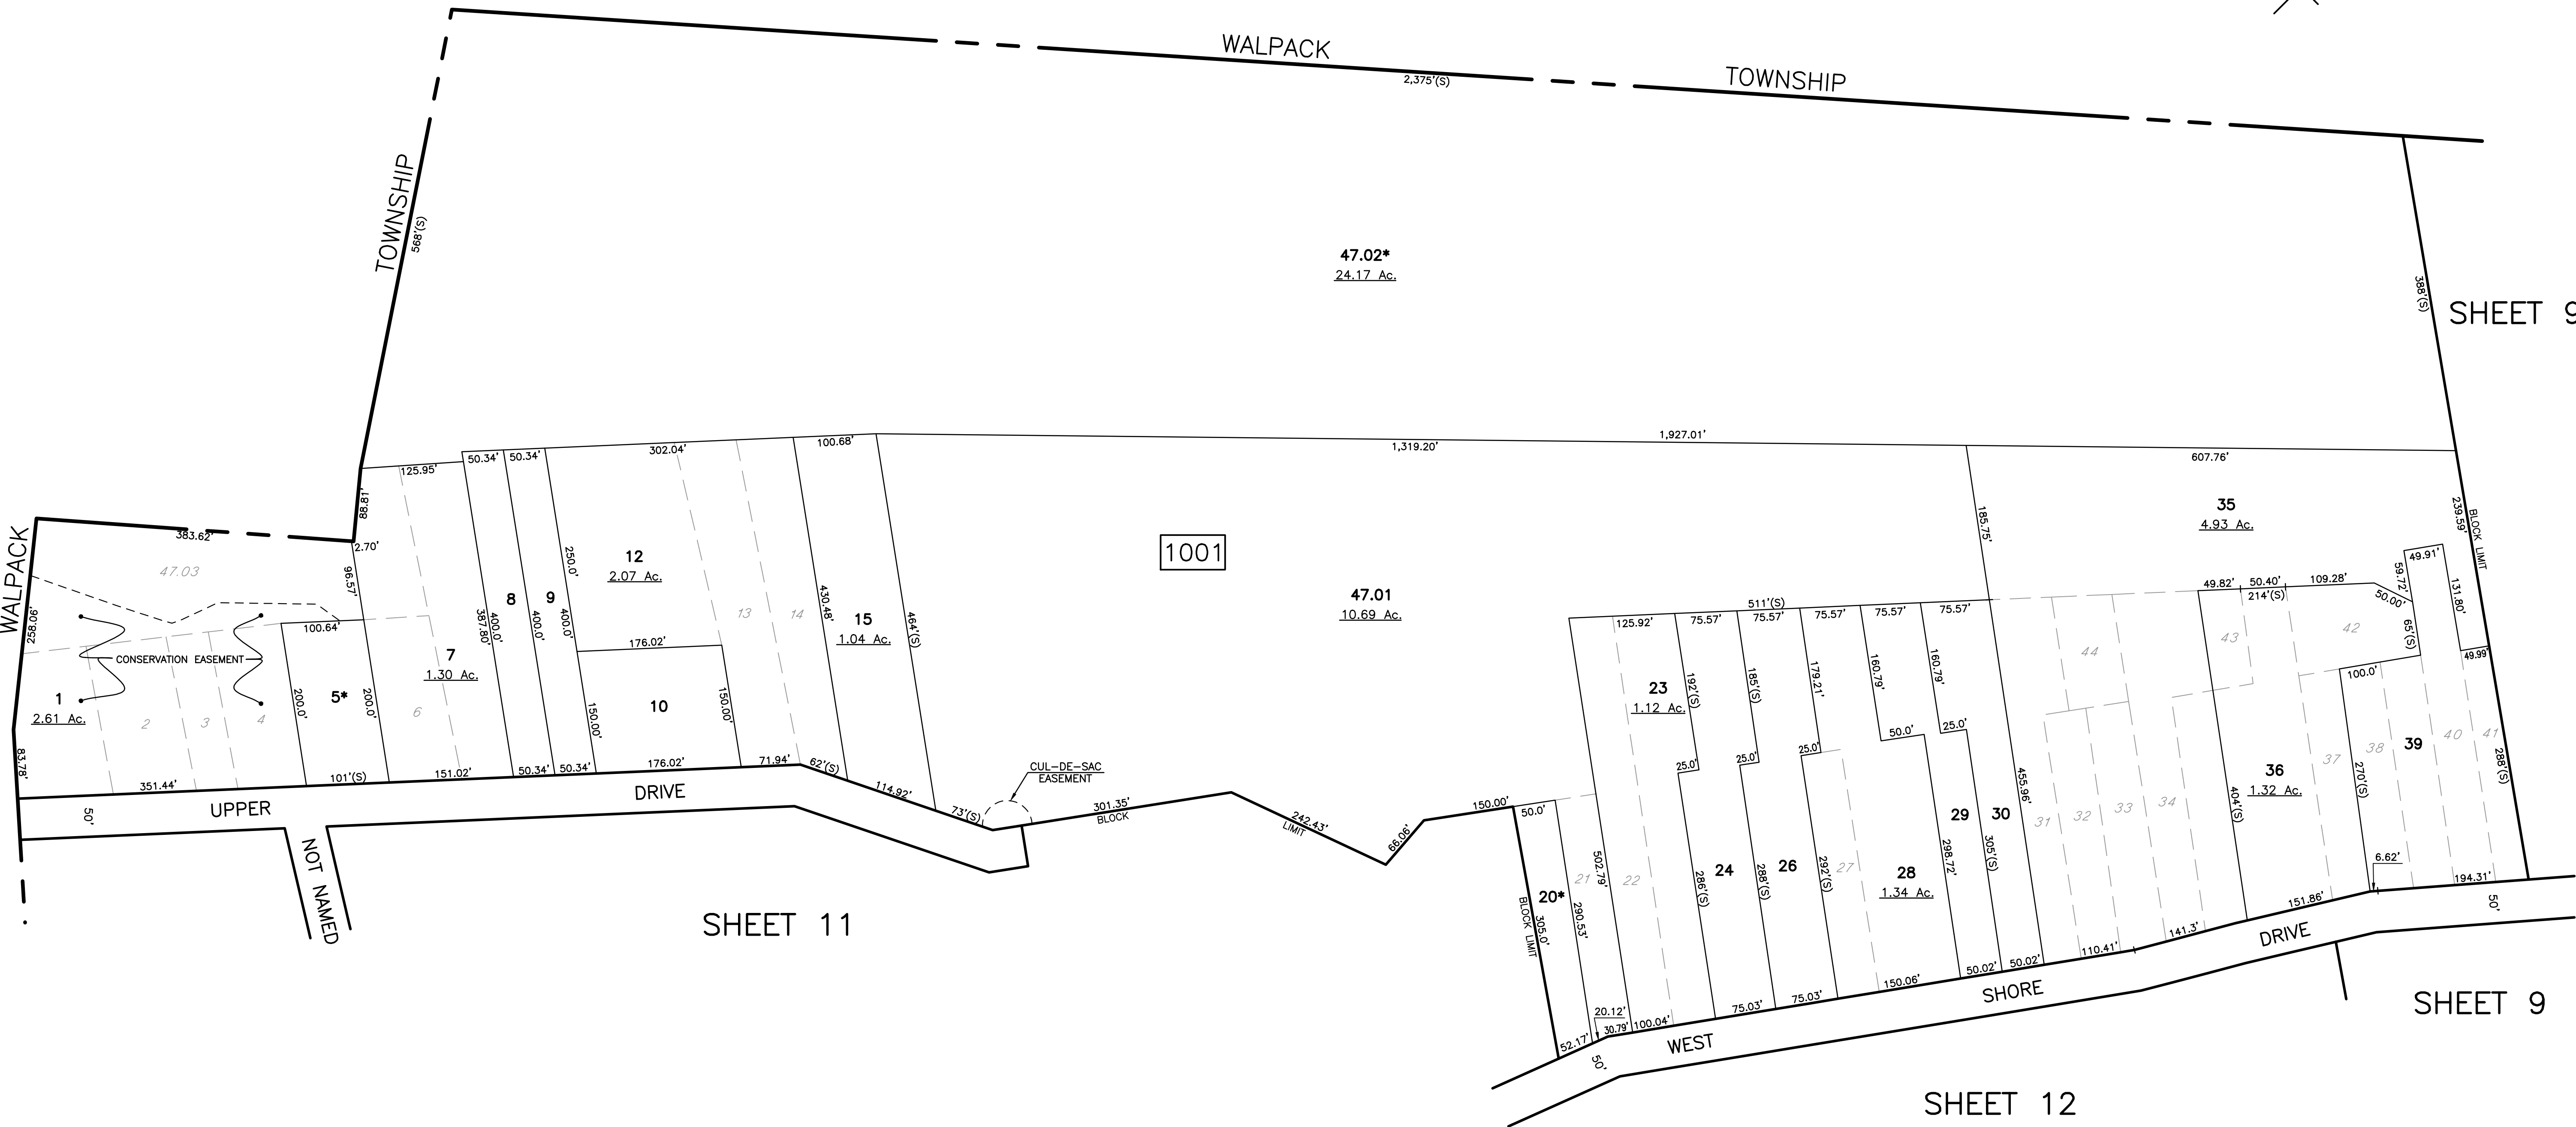 WALPACK
TOWNSHIP
2,375'(S)
TOWNSHIP
568'(S)
47.02*
24.17 Ac.
388'(S)
SHEET 9
1,927.01'
1,319.20'
607.76'
125.95'
50.34'
50.34'
302.04'
100.68'
88.81'
WALPACK
383.62'
2.70'
96.57'
47.03
258.06'
100.64'
CONSERVATION EASEMENT
1
2.61 Ac.
2
3
4
200.0'
5*
200.0'
83.78'
7
1.30 Ac.
6
387.80'
400.0'
8
400.0'
9
400.0'
250.0'
12
2.07 Ac.
176.02'
150.00'
10
150.00'
13
14
430.48'
15
1.04 Ac.
464'(S)
1001
47.01
10.69 Ac.
185.75'
35
4.93 Ac.
239.59'
BLOCK LIMIT
49.91'
59.72'
131.80'
49.82'
50.40'
109.28'
214'(S)
50.00'
65'(S)
49.99'
42
43
44
100.0'
511'(S)
125.92'
75.57'
75.57'
75.57'
75.57'
75.57'
23
1.12 Ac.
192'(S)
185'(S)
179.21'
160.79'
160.79'
25.0'
25.0'
25.0'
50.0'
25.0'
351.44'
101'(S)
151.02'
50.34'
50.34'
176.02'
71.94'
62'(S)
114.92'
73'(S)
CUL-DE-SAC
EASEMENT
301.35'
BLOCK
242.43'
LIMIT
66.06'
150.00'
50.0'
50'
UPPER
DRIVE
NOT NAMED
SHEET 11
BLOCK LIMIT
305.0'
20*
290.53'
21
502.79'
22
286'(S)
24
288'(S)
26
292'(S)
27
28
1.34 Ac.
298.72'
29
305'(S)
30
455.96'
31
32
33
34
404'(S)
36
1.32 Ac.
37
270'(S)
38
39
40
41
288'(S)
6.62'
194.31'
151.86'
141.3'
110.41'
50.02'
50.02'
150.06'
75.03'
75.03'
100.04'
30.79'
20.12'
52.17'
50'
WEST
SHORE
DRIVE
50'
SHEET 9
SHEET 12